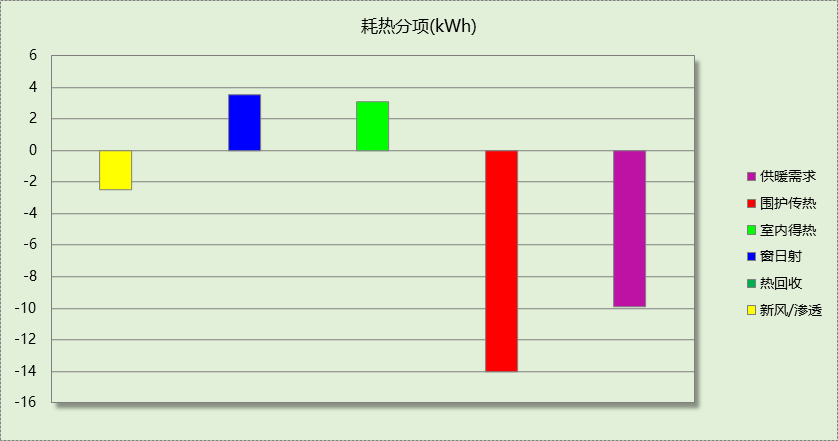 耗热分项(kWh)
6
4
2
0
-2
-4
-6
-8
-10
-12
-14
-16
供暖需求
围护传热
室内得热
窗日射
热回收
新风/渗透